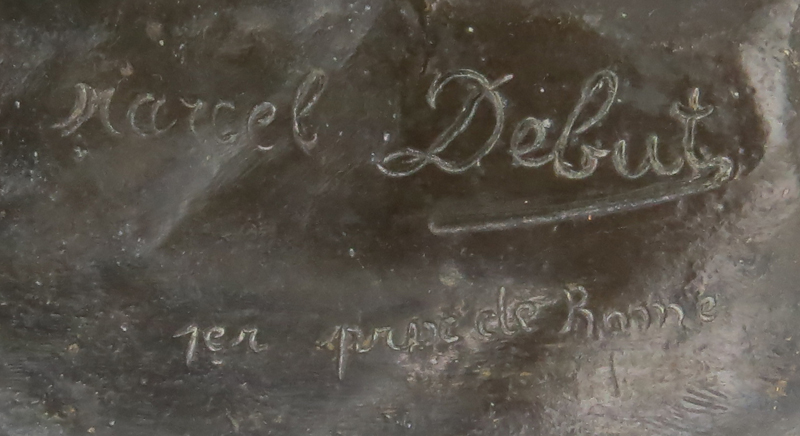 Marcel Debut
1er prix de Rome